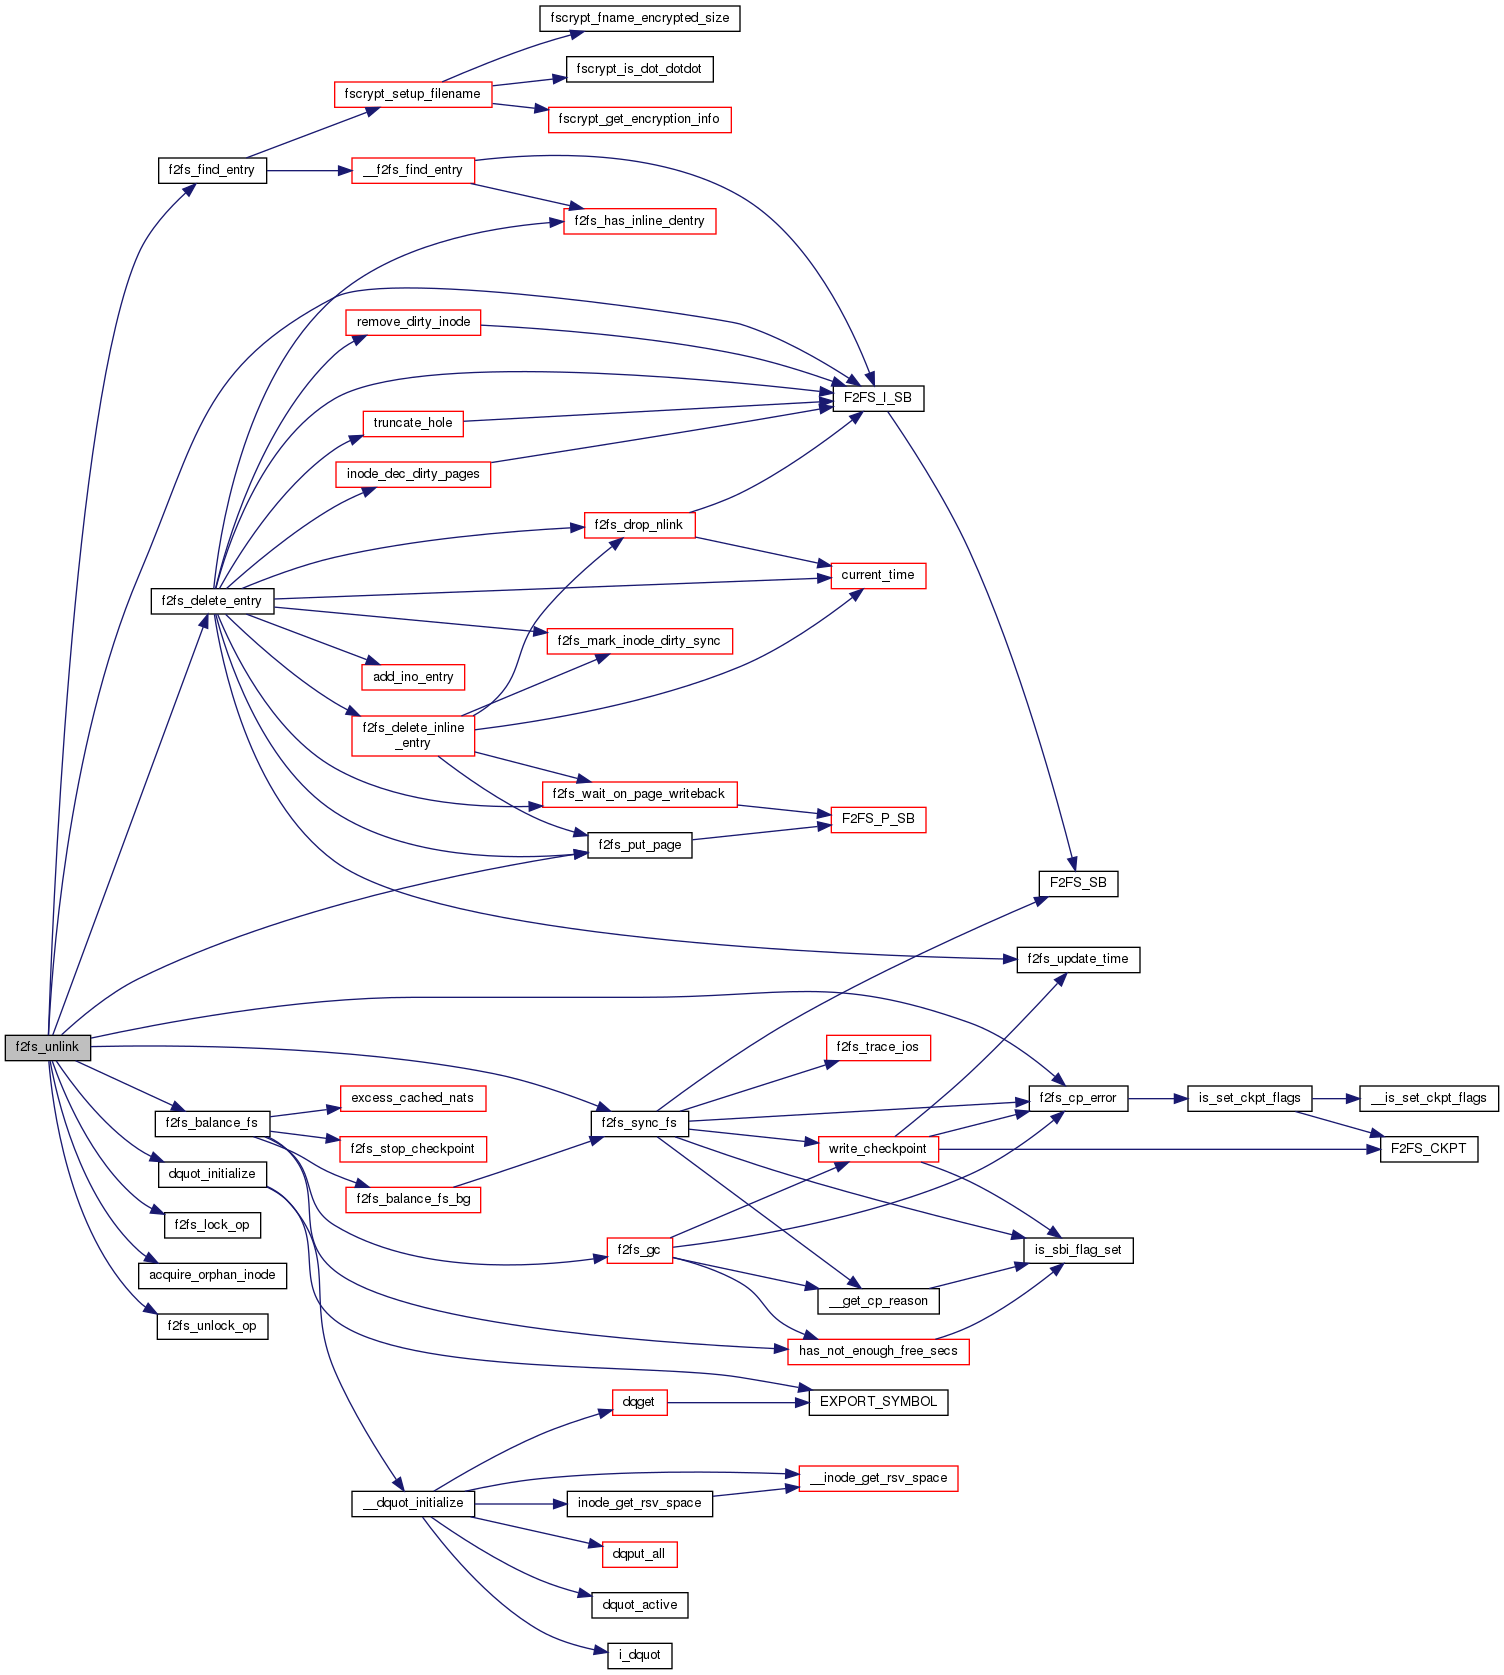 fscrypt_fname_encrypted_size
fscrypt_is_dot_dotdot
fscrypt_setup_filename
fscrypt_get_encryption_info
f2fs_find_entry
__f2fs_find_entry
f2fs_has_inline_dentry
remove_dirty_inode
F2FS_I_SB
truncate_hole
inode_dec_dirty_pages
f2fs_drop_nlink
current_time
f2fs_delete_entry
f2fs_mark_inode_dirty_sync
add_ino_entry
f2fs_delete_inline
_entry
f2fs_wait_on_page_writeback
F2FS_P_SB
f2fs_put_page
F2FS_SB
f2fs_update_time
f2fs_unlink
f2fs_trace_ios
excess_cached_nats
f2fs_cp_error
is_set_ckpt_flags
__is_set_ckpt_flags
f2fs_balance_fs
f2fs_sync_fs
f2fs_stop_checkpoint
write_checkpoint
F2FS_CKPT
dquot_initialize
f2fs_balance_fs_bg
f2fs_lock_op
f2fs_gc
is_sbi_flag_set
acquire_orphan_inode
__get_cp_reason
f2fs_unlock_op
has_not_enough_free_secs
dqget
EXPORT_SYMBOL
__inode_get_rsv_space
__dquot_initialize
inode_get_rsv_space
dqput_all
dquot_active
i_dquot